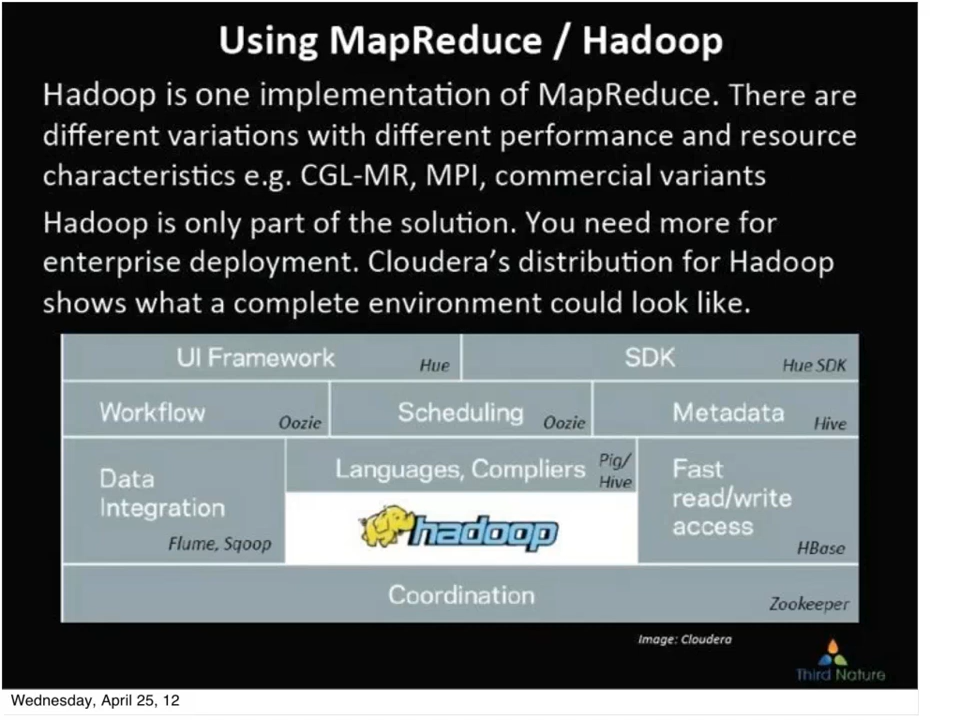 Using MapReduce / Hadoop
Hadoop is one implementation of MapReduce. There are
different variations with different performance and resource
characteristics e.g. CGL-MR, MPI, commercial variants
Hadoop is only part of the solution. You need more for
enterprise deployment. Cloudera's distribution for Hadoop
shows what a complete environment could look like.
UI Framework Hue SDK Hue SDK
Workflow Oozie Scheduling Oozie Metadata Hive
Data
Integration
Flume, Sqoop
Languages, Compliers Pig/
Hive
hadoop
Fast
read/write
access
HBase
Coordination Zookeeper
Image: Cloudera
Third Nature
Wednesday, April 25, 12